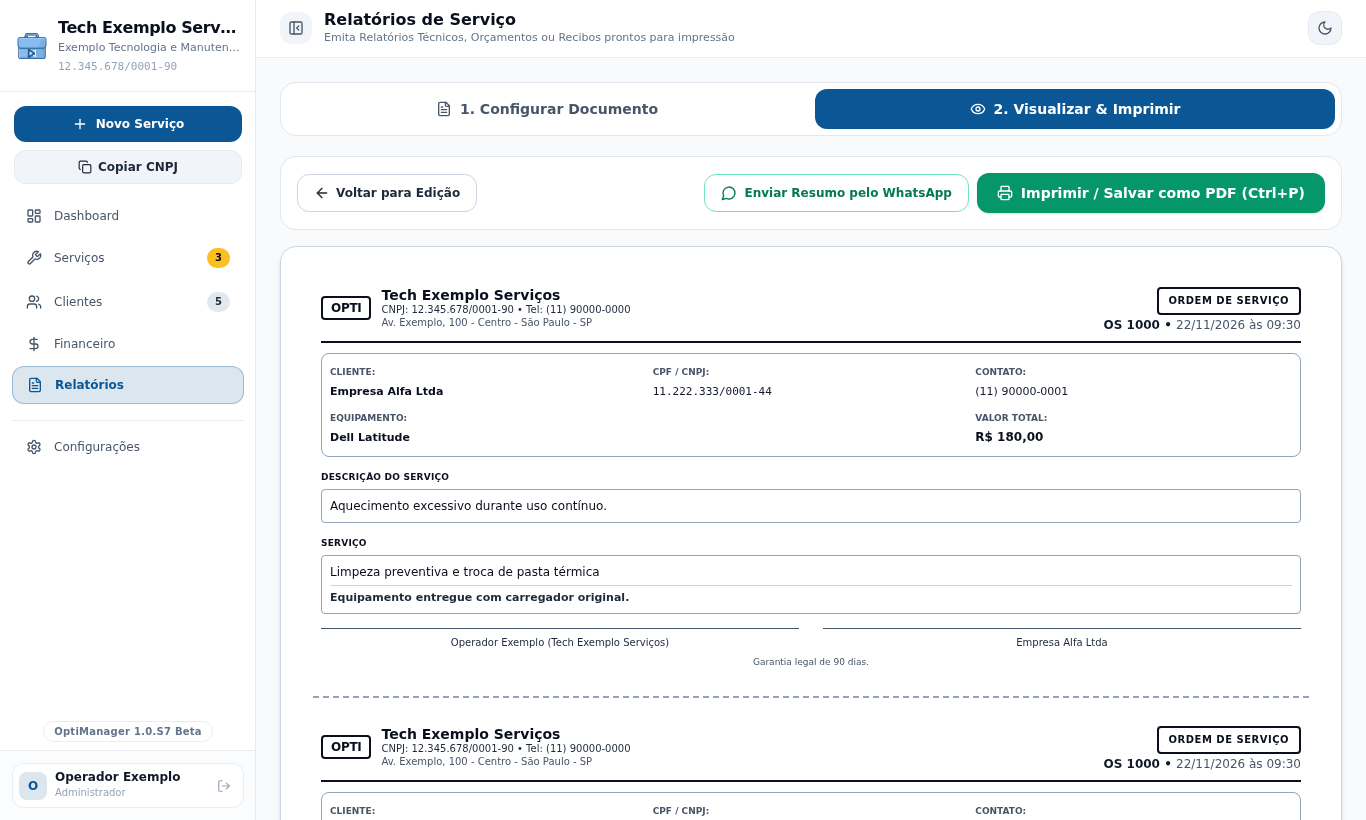 Tech Exemplo Serv...
Exemplo Tecnologia e Manuten...
12.345.678/0001-90
Novo Serviço
Copiar CNPJ
Dashboard
Serviços 3
Clientes 5
Financeiro
Relatórios
Configurações
OptiManager 1.0.S7 Beta
O Operador Exemplo
Administrador
Relatórios de Serviço
Emita Relatórios Técnicos, Orçamentos ou Recibos prontos para impressão
1. Configurar Documento
2. Visualizar & Imprimir
Voltar para Edição
Enviar Resumo pelo WhatsApp
Imprimir / Salvar como PDF (Ctrl+P)
OPTI
Tech Exemplo Serviços
CNPJ: 12.345.678/0001-90 • Tel: (11) 90000-0000
Av. Exemplo, 100 - Centro - São Paulo - SP
ORDEM DE SERVIÇO
OS 1000 • 22/11/2026 às 09:30
CLIENTE: CPF / CNPJ: CONTATO:
Empresa Alfa Ltda 11.222.333/0001-44 (11) 90000-0001
EQUIPAMENTO: VALOR TOTAL:
Dell Latitude R$ 180,00
DESCRIÇÃO DO SERVIÇO
Aquecimento excessivo durante uso contínuo.
SERVIÇO
Limpeza preventiva e troca de pasta térmica
Equipamento entregue com carregador original.
Operador Exemplo (Tech Exemplo Serviços) Empresa Alfa Ltda
Garantia legal de 90 dias.
OPTI
Tech Exemplo Serviços
CNPJ: 12.345.678/0001-90 • Tel: (11) 90000-0000
Av. Exemplo, 100 - Centro - São Paulo - SP
ORDEM DE SERVIÇO
OS 1000 • 22/11/2026 às 09:30
CLIENTE: CPF / CNPJ: CONTATO: